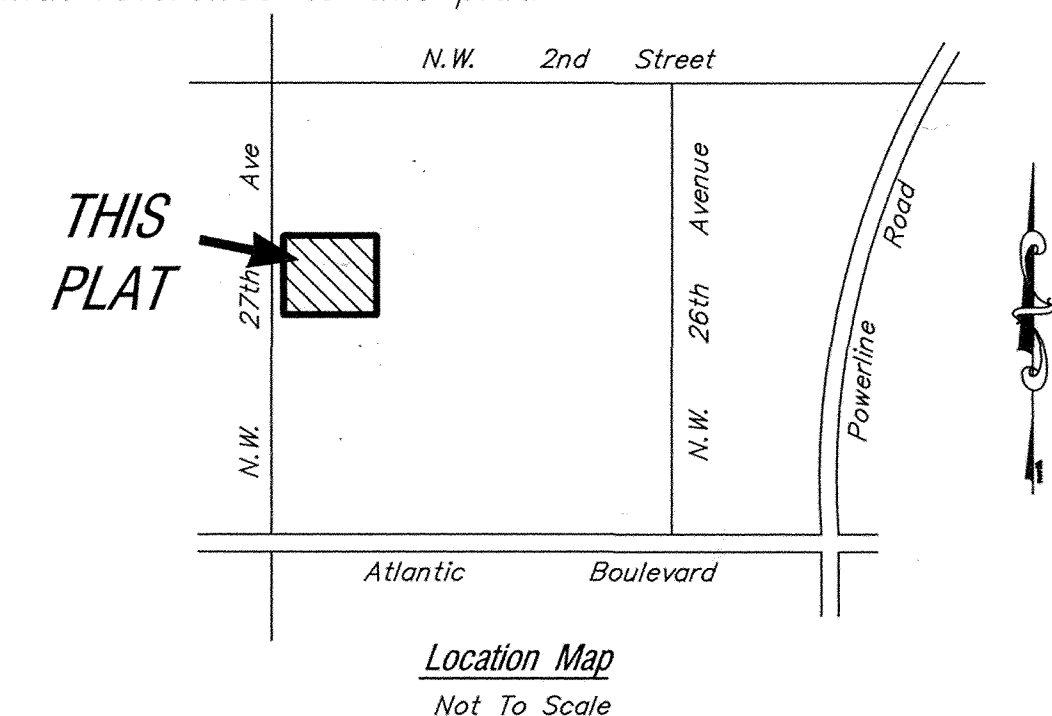 N.W. 2nd Street
N.W. 27th Ave
THIS
PLAT
N.W. 26th Avenue
Powerline Road
Atlantic Boulevard
Location Map
Not To Scale